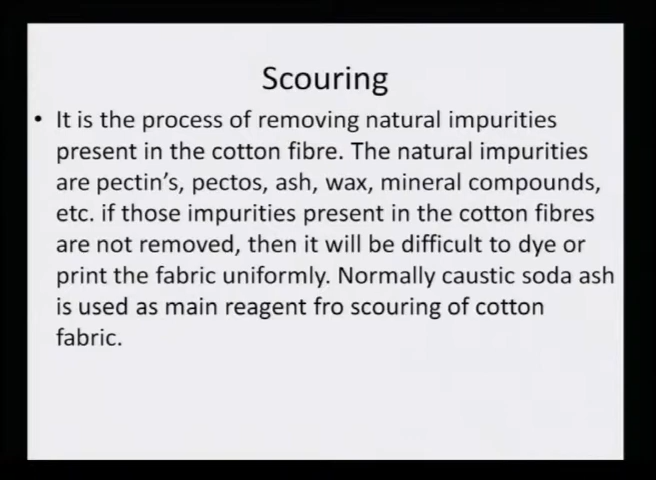 Scouring
• It is the process of removing natural impurities
present in the cotton fibre. The natural impurities
are pectin's, pectos, ash, wax, mineral compounds,
etc. if those impurities present in the cotton fibres
are not removed, then it will be difficult to dye or
print the fabric uniformly. Normally caustic soda ash
is used as main reagent fro scouring of cotton
fabric.